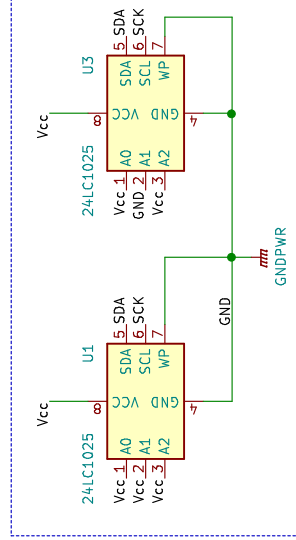 U3
24LC1025
Vcc
8
VCC
GND
4
5 SDA
6 SCK
7
SDA
SCL
WP
A0
A1
A2
Vcc 1
GND 2
Vcc 3
GNDPWR
GND
U1
24LC1025
Vcc
8
VCC
GND
4
5 SDA
6 SCK
7
SDA
SCL
WP
A0
A1
A2
Vcc 1
Vcc 2
Vcc 3